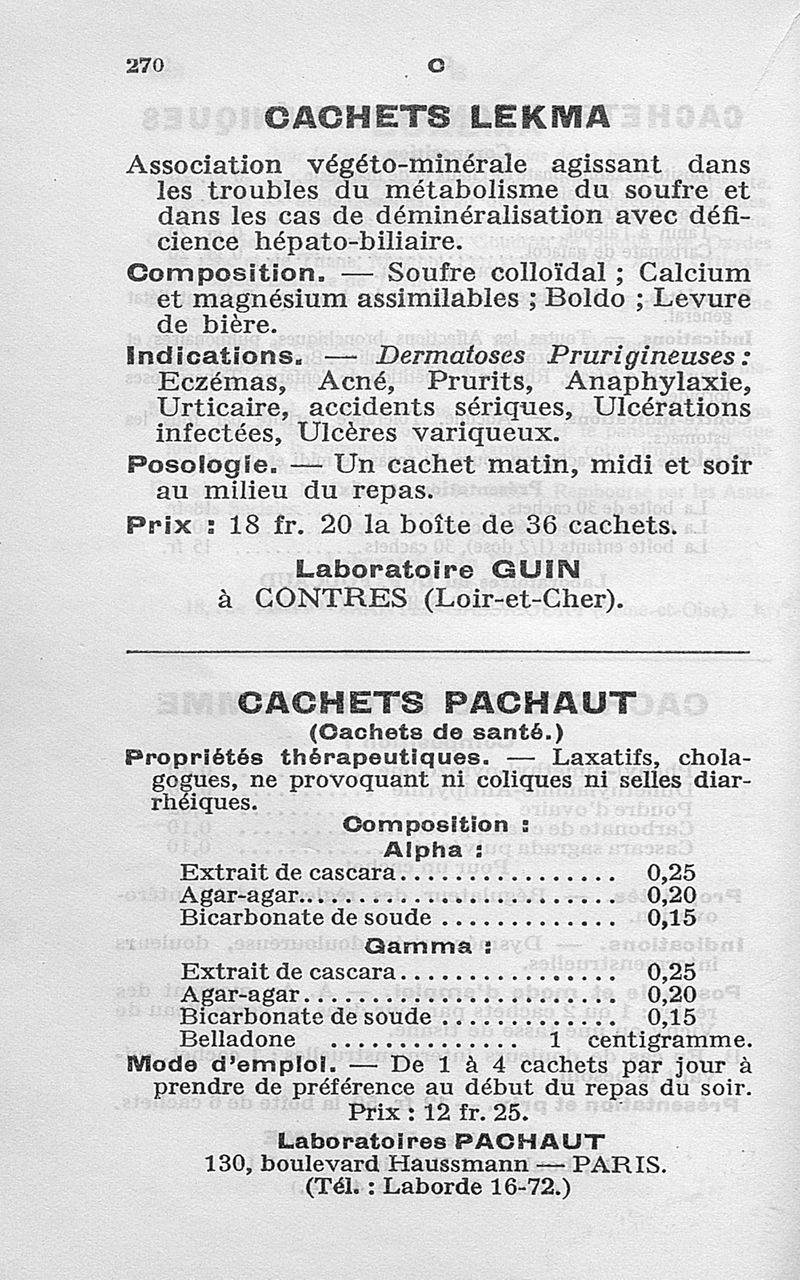 270
C
CACHETS LEKMA
Association végéto-minérale agissant dans
les troubles du métabolisme du soufre et
dans les cas de déminéralisation avec défi-
cience hépato-biliaire.
Composition. — Soufre colloïdal ; Calcium
et magnésium assimilables ; Boldo ; Levure
de bière.
Indications. — Dermatoses Prurigineuses :
Eczémas, Acné, Prurits, Anaphylaxie,
Urticaire, accidents sériques, Ulcérations
infectées, Ulcères variqueux.
Posologie. — Un cachet matin, midi et soir
au milieu du repas.
Prix : 18 fr. 20 la boîte de 36 cachets.
Laboratoire GUIN
à CONTRES (Loir-et-Cher).
CACHETS PACHAUT
(Cachets de santé.)
Propriétés thérapeutiques. — Laxatifs, chola-
gogues, ne provoquant ni coliques ni selles diar-
rhéiques.
Composition :
Alpha :
Extrait de cascara................ 0,25
Agar-agar........................ 0,20
Bicarbonate de soude .............. 0,15
Gamma :
Extrait de cascara................ 0,25
Agar-agar........................ 0,20
Bicarbonate de soude .............. 0,15
Belladone .............. 1 centigramme.
Mode d'emploi. — De 1 à 4 cachets par jour à
prendre de préférence au début du repas du soir.
Prix : 12 fr. 25.
Laboratoires PACHAUT
130, boulevard Haussmann — PARIS.
(Tél. : Laborde 16-72.)